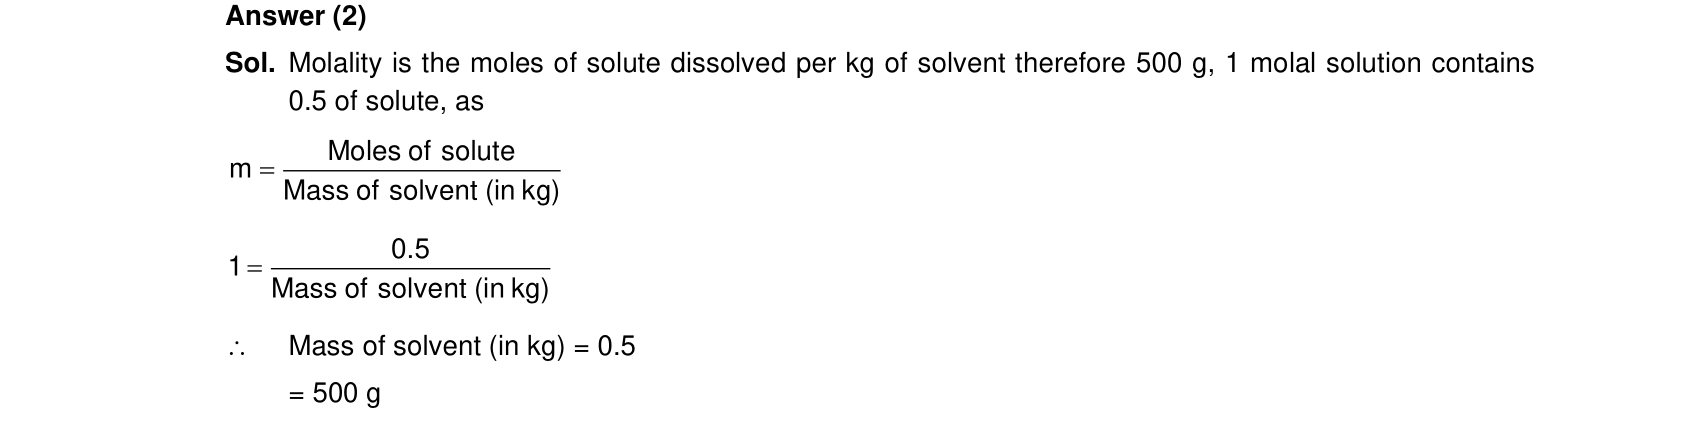 Answer (2)
Sol. Molality is the moles of solute dissolved per kg of solvent therefore 500 g, 1 molal solution contains
0.5 of solute, as
m = Moles of solute / Mass of solvent (in kg)
1 = 0.5 / Mass of solvent (in kg)
∴ Mass of solvent (in kg) = 0.5
= 500 g